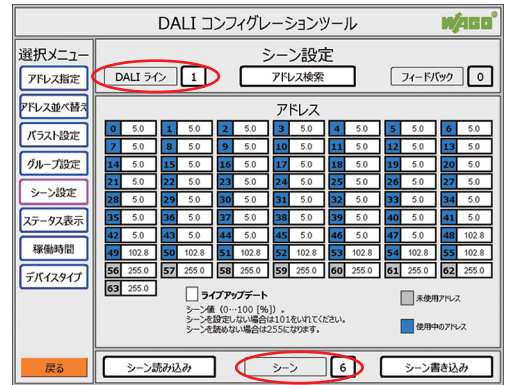 DALI コンフィグレーションツール
WAGO
選択メニュー
アドレス指定
アドレス並べ替え
バラスト設定
グループ設定
シーン設定
ステータス表示
稼働時間
デバイスタイプ
戻る
シーン設定
DALI ライン 1 アドレス検索 フィードバック 0
アドレス
0 5.0 1 5.0 2 5.0 3 5.0 4 5.0 5 5.0 6 5.0
7 5.0 8 5.0 9 5.0 10 5.0 11 5.0 12 5.0 13 5.0
14 5.0 15 5.0 16 5.0 17 5.0 18 5.0 19 5.0 20 5.0
21 5.0 22 5.0 23 5.0 24 5.0 25 5.0 26 5.0 27 5.0
28 5.0 29 5.0 30 5.0 31 5.0 32 5.0 33 5.0 34 5.0
35 5.0 36 5.0 37 5.0 38 5.0 39 5.0 40 5.0 41 5.0
42 5.0 43 5.0 44 5.0 45 5.0 46 5.0 47 5.0 48 102.8
49 102.8 50 102.8 51 102.8 52 102.8 53 102.8 54 102.8 55 102.8
56 255.0 57 255.0 58 255.0 59 255.0 60 255.0 61 255.0 62 255.0
63 255.0
ライブアップデート
シーン値（0…100 [%]）。
シーンを設定しない場合は101をいれてください。
シーンを読めない場合は255になります。
未使用アドレス
使用中のアドレス
シーン読み込み シーン 6 シーン書き込み